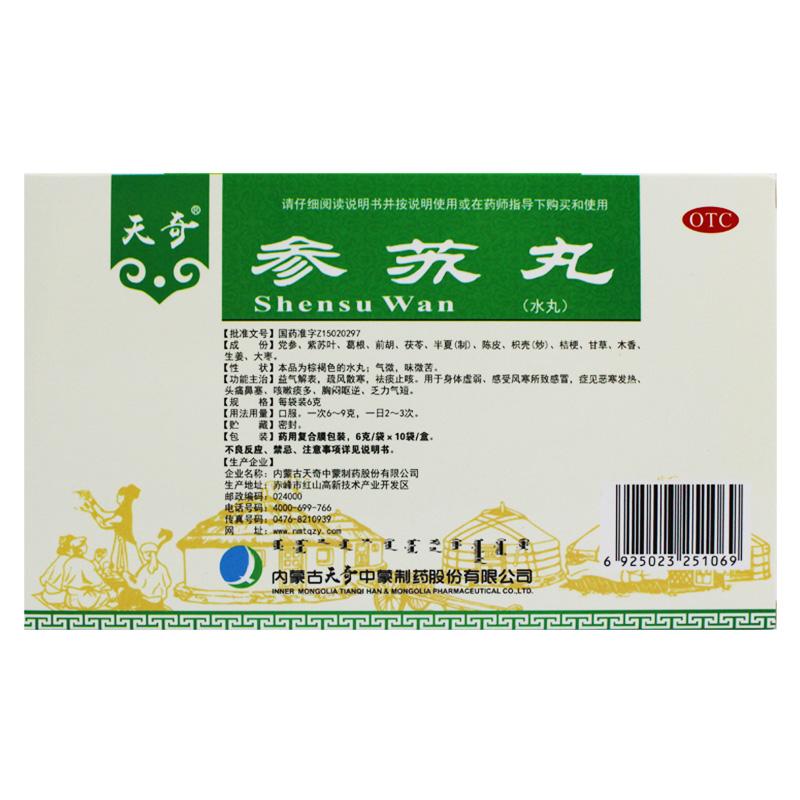 请仔细阅读说明书并按说明使用或在药师指导下购买和使用
天奇®
OTC
参苏丸
Shensu Wan
（水丸）
【批准文号】国药准字Z15020297
【成 份】党参、紫苏叶、葛根、前胡、茯苓、半夏(制)、陈皮、枳壳(炒)、桔梗、甘草、木香、
生姜、大枣。
【性 状】本品为棕褐色的水丸；气微，味微苦。
【功能主治】益气解表，疏风散寒，祛痰止咳。用于身体虚弱、感受风寒所致感冒，症见恶寒发热、
头痛鼻塞、咳嗽痰多、胸闷呕逆、乏力气短。
【规 格】每袋装6克
【用法用量】口服。一次6～9克，一日2～3次。
【贮 藏】密封。
【包 装】药用复合膜包装，6克/袋×10袋/盒。
不良反应、禁忌、注意事项详见说明书。
【生产企业】
企业名称：内蒙古天奇中蒙制药股份有限公司
生产地址：赤峰市红山高新技术产业开发区
邮政编码：024000
电话号码：4000-699-766
传真号码：0476-8210939
网 址：www.nmtqzy.com
内蒙古天奇中蒙制药股份有限公司
INNER MONGOLIA TIANQI HAN & MONGOLIA PHARMACEUTICAL CO.,LTD.
6 925023 251069